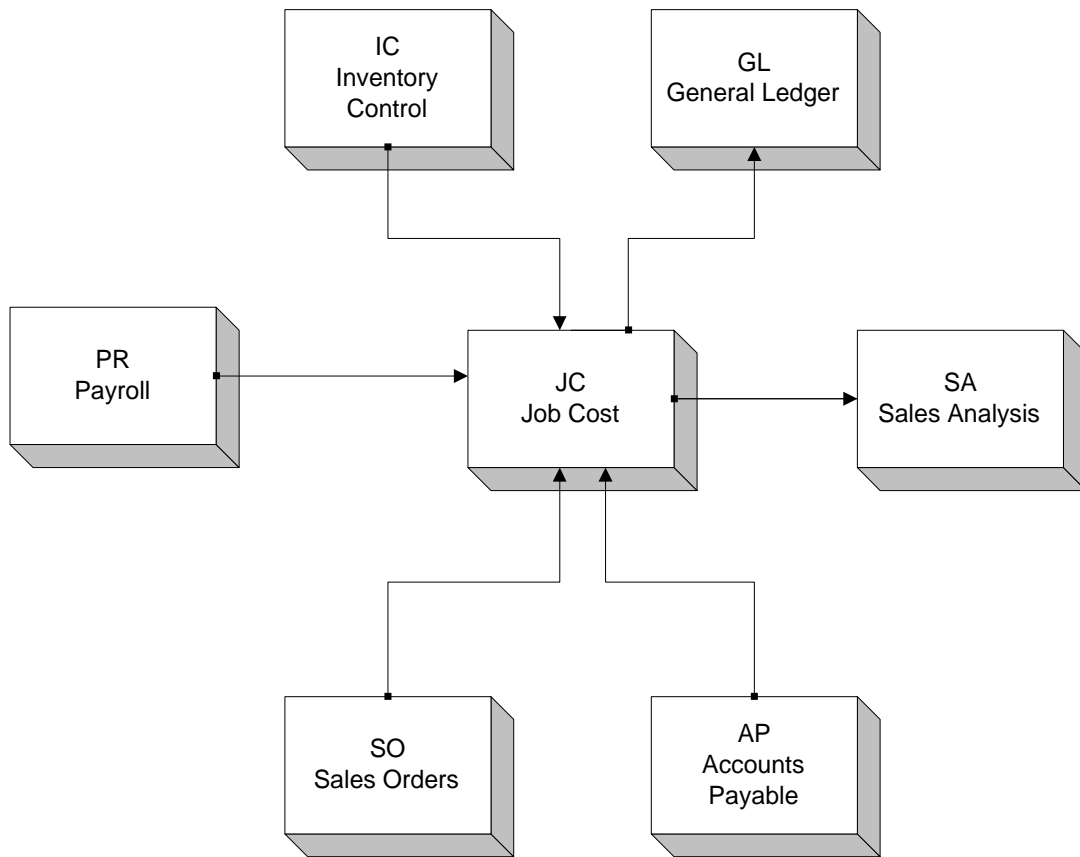 IC
Inventory
Control
GL
General Ledger
PR
Payroll
JC
Job Cost
SA
Sales Analysis
SO
Sales Orders
AP
Accounts
Payable